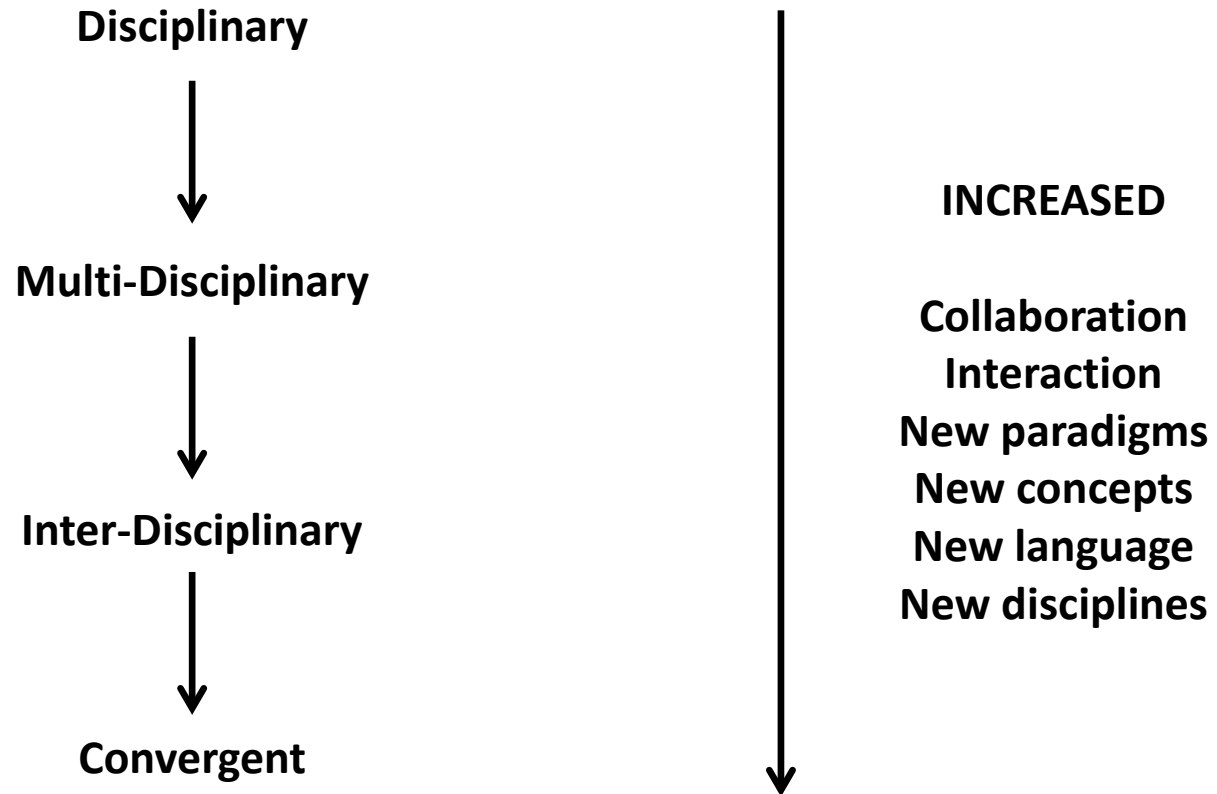 Disciplinary
Multi-Disciplinary
Inter-Disciplinary
Convergent
INCREASED
Collaboration
Interaction
New paradigms
New concepts
New language
New disciplines